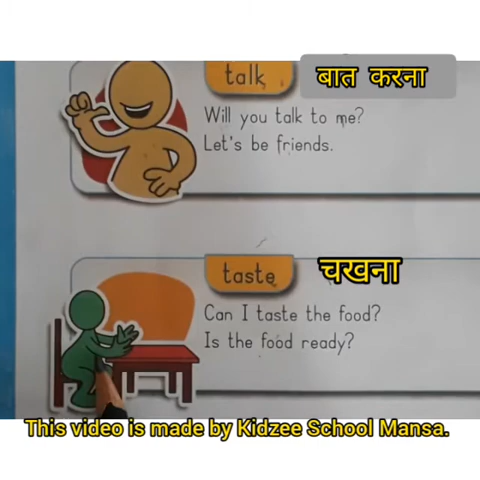 talk बात करना
Will you talk to me?
Let's be friends.
taste चखना
Can I taste the food?
Is the food ready?
This video is made by Kidzee School Mansa.